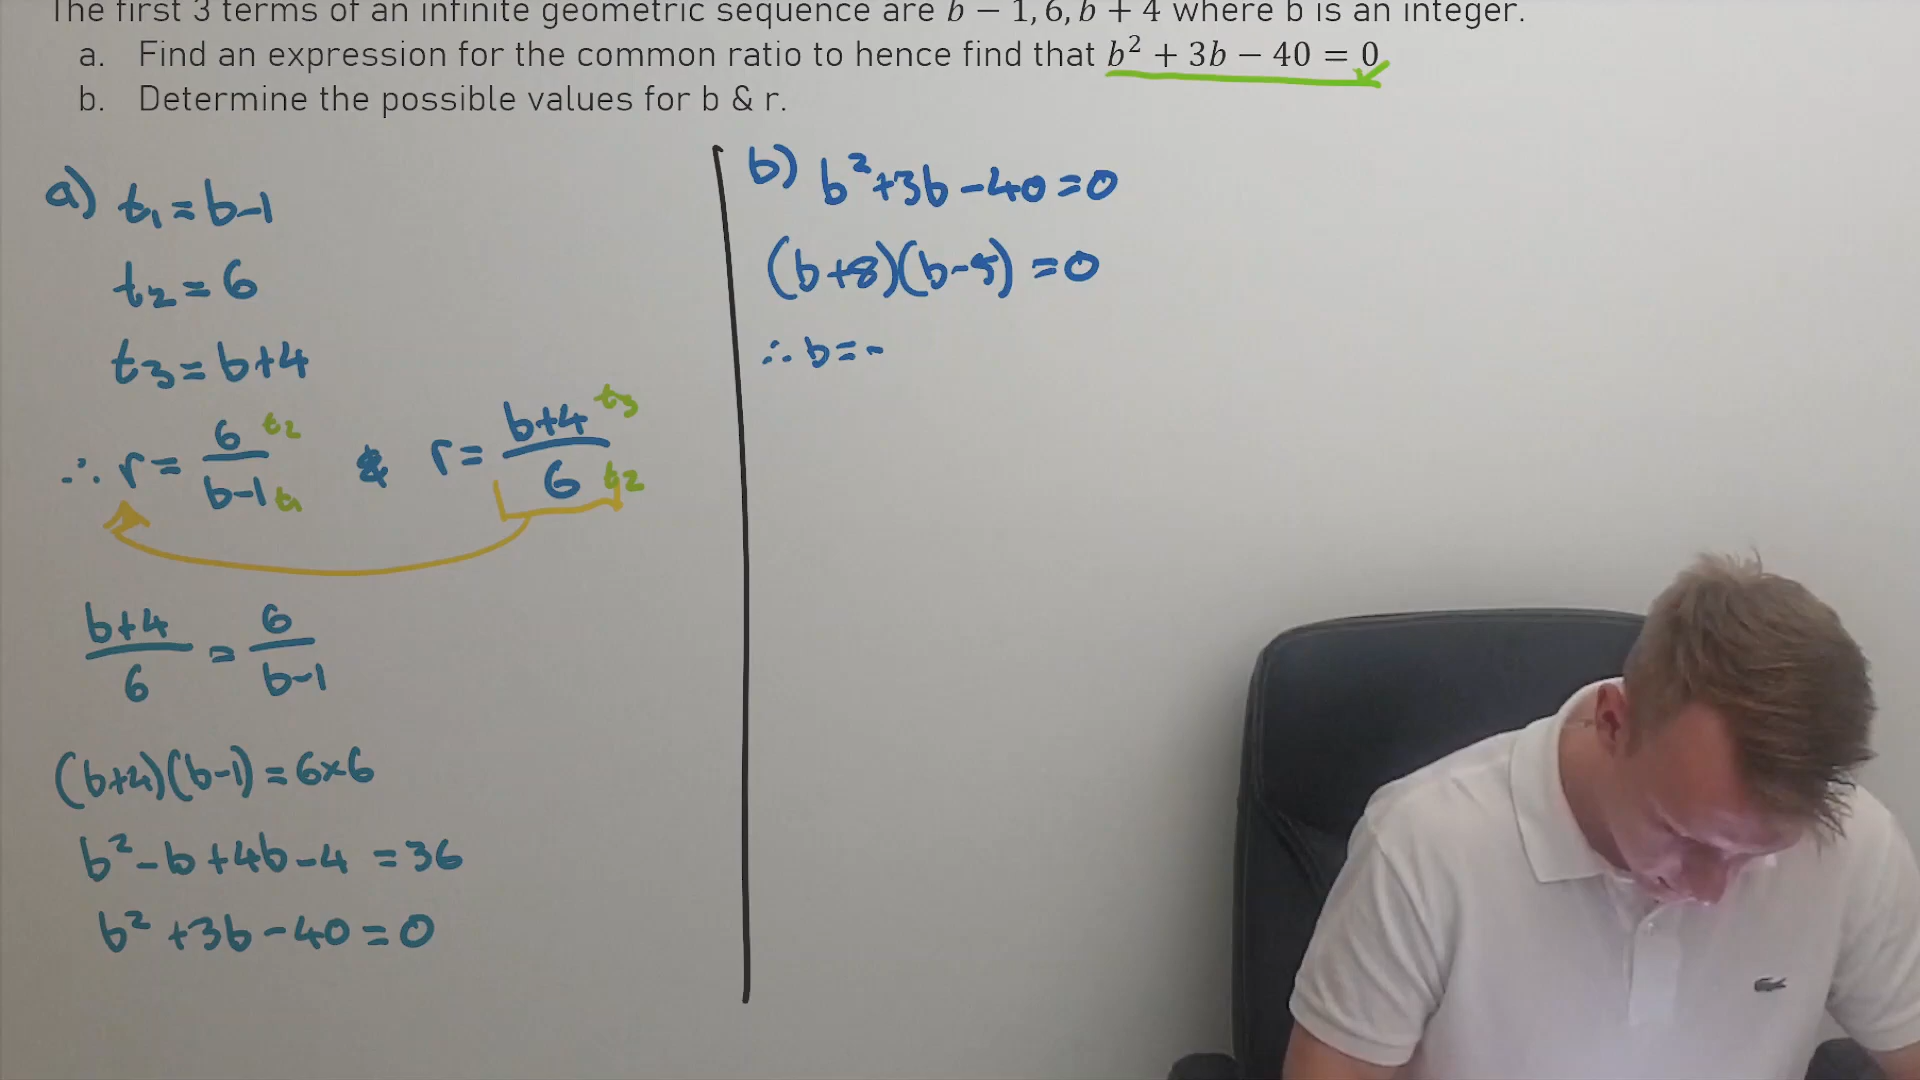 The first 3 terms of an infinite geometric sequence are b − 1, 6, b + 4 where b is an integer.
a. Find an expression for the common ratio to hence find that b² + 3b − 40 = 0
b. Determine the possible values for b & r.
a) t₁ = b-1
t₂ = 6
t₃ = b+4
∴ r = 6/(b-1) t₂ t₁ & r = (b+4)/6 t₃ t₂
(b+4)/6 = 6/(b-1)
(b+4)(b-1) = 6×6
b² - b + 4b - 4 = 36
b² + 3b - 40 = 0
b) b² + 3b - 40 = 0
(b+8)(b-5) = 0
∴ b = -